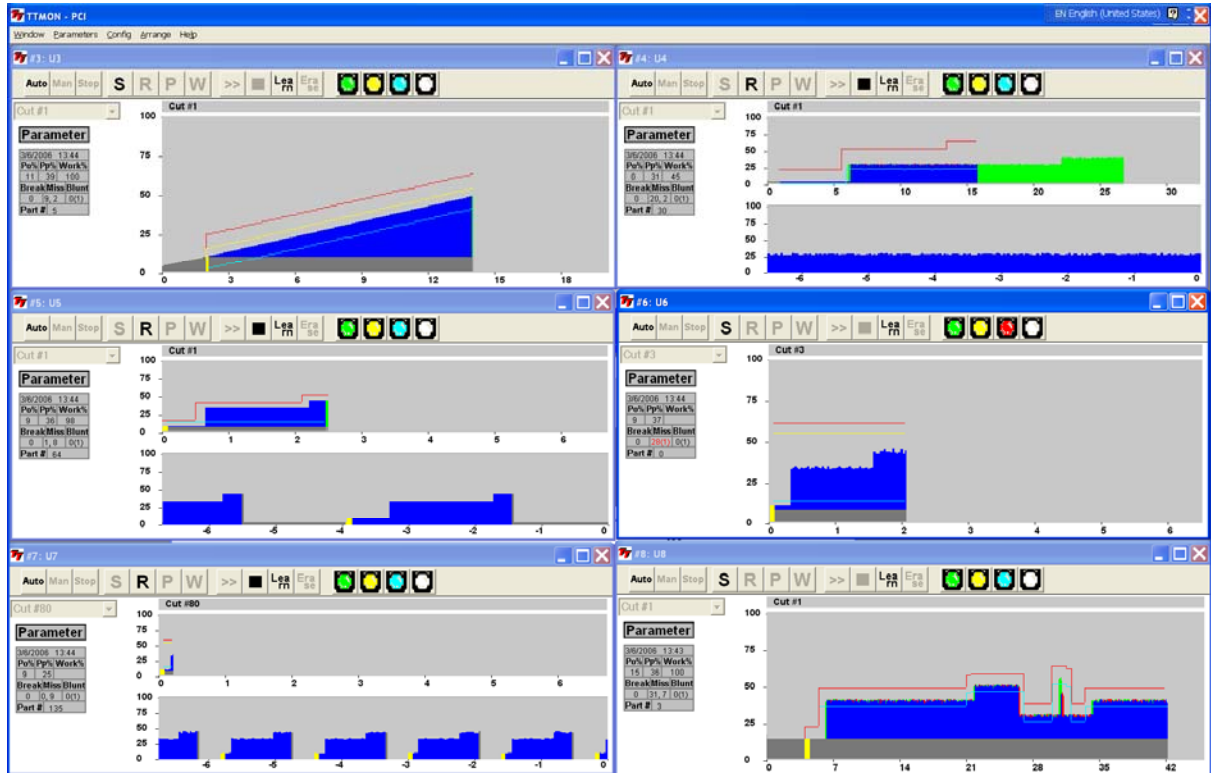 TTMON - PCI
EN English (United States)
Window Parameters Config Arrange Help
#3: U3
Auto Man Stop S R P W >> Lea rn Era se
Cut #1
Cut #1
Parameter
3/6/2006 13:44
Po% Pp% Work%
11 39 100
Break Miss Blunt
0 9, 2 0(1)
Part # 5
100
75
50
25
0
0 3 6 9 12 15 18
#4: U4
Auto Man Stop S R P W >> Lea rn Era se
Cut #1
Cut #1
Parameter
3/6/2006 13:44
Po% Pp% Work%
0 31 45
Break Miss Blunt
0 20, 2 0(1)
Part # 30
100
75
50
25
0
0 5 10 15 20 25 30
100
75
50
25
0
-6 -5 -4 -3 -2 -1 0
#5: U5
Auto Man Stop S R P W >> Lea rn Era se
Cut #1
Cut #1
Parameter
3/6/2006 13:44
Po% Pp% Work%
9 36 98
Break Miss Blunt
0 1, 8 0(1)
Part # 64
100
75
50
25
0
0 1 2 3 4 5 6
100
75
50
25
0
-6 -5 -4 -3 -2 -1 0
#6: U6
Auto Man Stop S R P W >> Lea rn Era se
Cut #3
Cut #3
Parameter
3/6/2006 13:44
Po% Pp% Work%
9 37
Break Miss Blunt
0 28(1) 0(1)
Part # 0
100
75
50
25
0
0 1 2 3 4 5 6
#7: U7
Auto Man Stop S R P W >> Lea rn Era se
Cut #80
Cut #80
Parameter
3/6/2006 13:44
Po% Pp% Work%
9 25
Break Miss Blunt
0 0, 9 0(1)
Part # 135
100
75
50
25
0
0 1 2 3 4 5 6
100
75
50
25
0
-6 -5 -4 -3 -2 -1 0
#8: U8
Auto Man Stop S R P W >> Lea rn Era se
Cut #1
Cut #1
Parameter
3/6/2006 13:43
Po% Pp% Work%
15 36 100
Break Miss Blunt
0 31, 7 0(1)
Part # 3
100
75
50
25
0
0 7 14 21 28 35 42